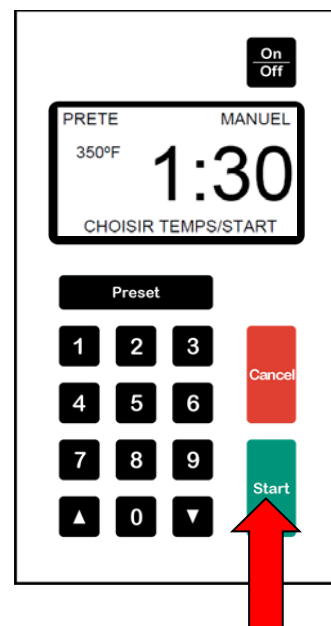 On
Off
PRETE MANUEL
350ºF 1:30
CHOISIR TEMPS/START
Preset
1 2 3
Cancel
4 5 6
7 8 9
Start
▲ 0 ▼